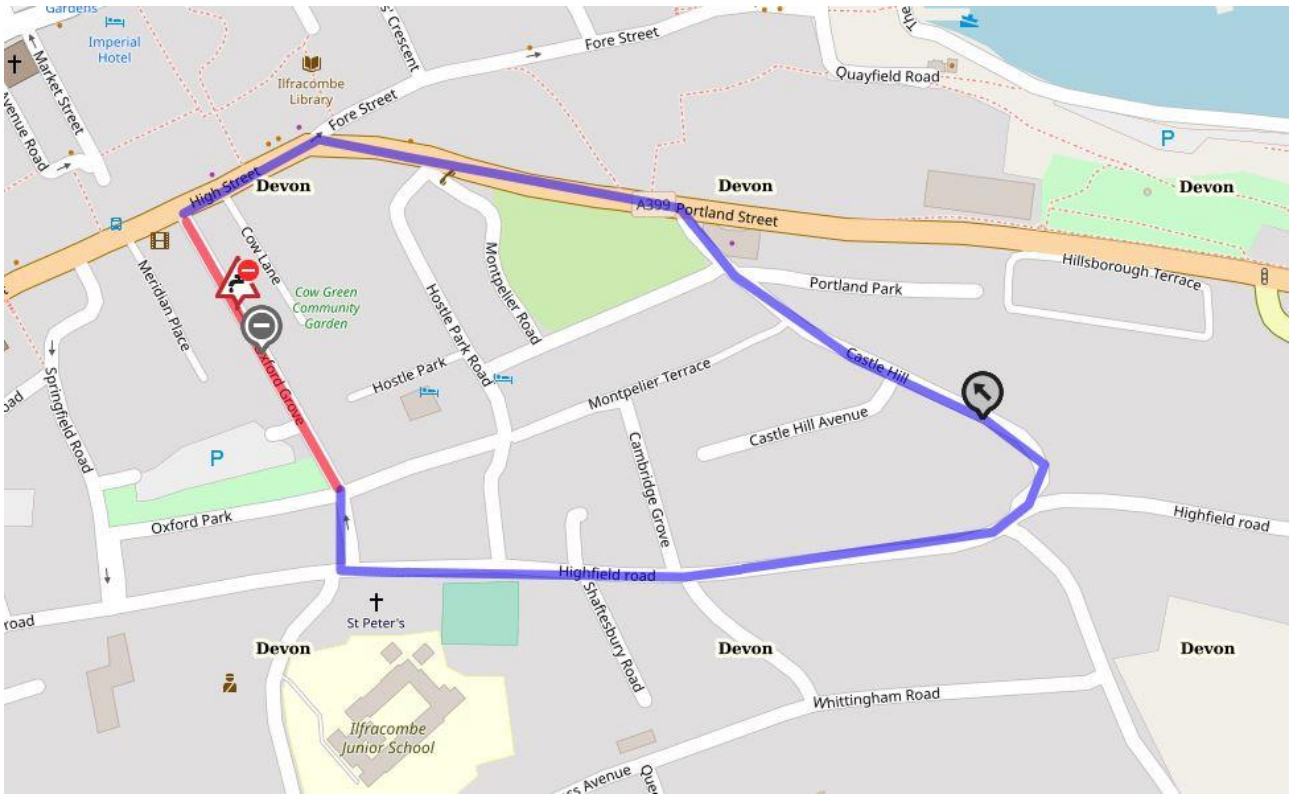 Gardens
Imperial
Hotel
Market Street
Avenue Road
Ilfracombe
Library
s' Crescent
Fore Street
Fore Street
The
Quayfield Road
P
High Street
Devon
Devon
Devon
A399 Portland Street
Cow Lane
Meridian Place
Cow Green
Community
Garden
Hostle Park Road
Montpelier Road
Portland Park
Hillsborough Terrace
Oxford Grove
Hostle Park
Montpelier Terrace
Castle Hill
Castle Hill Avenue
Springfield Road
oad
P
Oxford Park
Cambridge Grove
Highfield road
Highfield road
road
St Peter's
Shaftesbury Road
Devon
Devon
Devon
Whittingham Road
Ilfracombe
Junior School
ss Avenue
Que